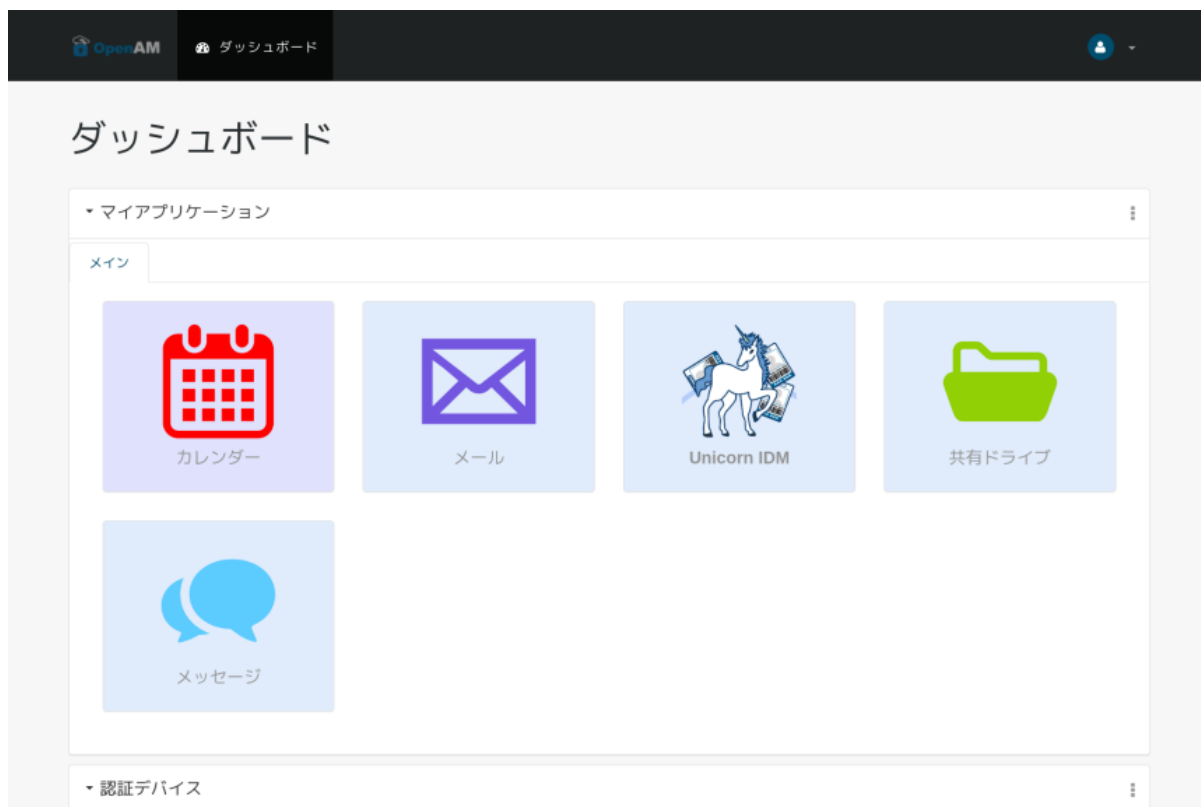 OpenAM ダッシュボード
ダッシュボード
マイアプリケーション
メイン
カレンダー
メール
Unicorn IDM
共有ドライブ
メッセージ
認証デバイス